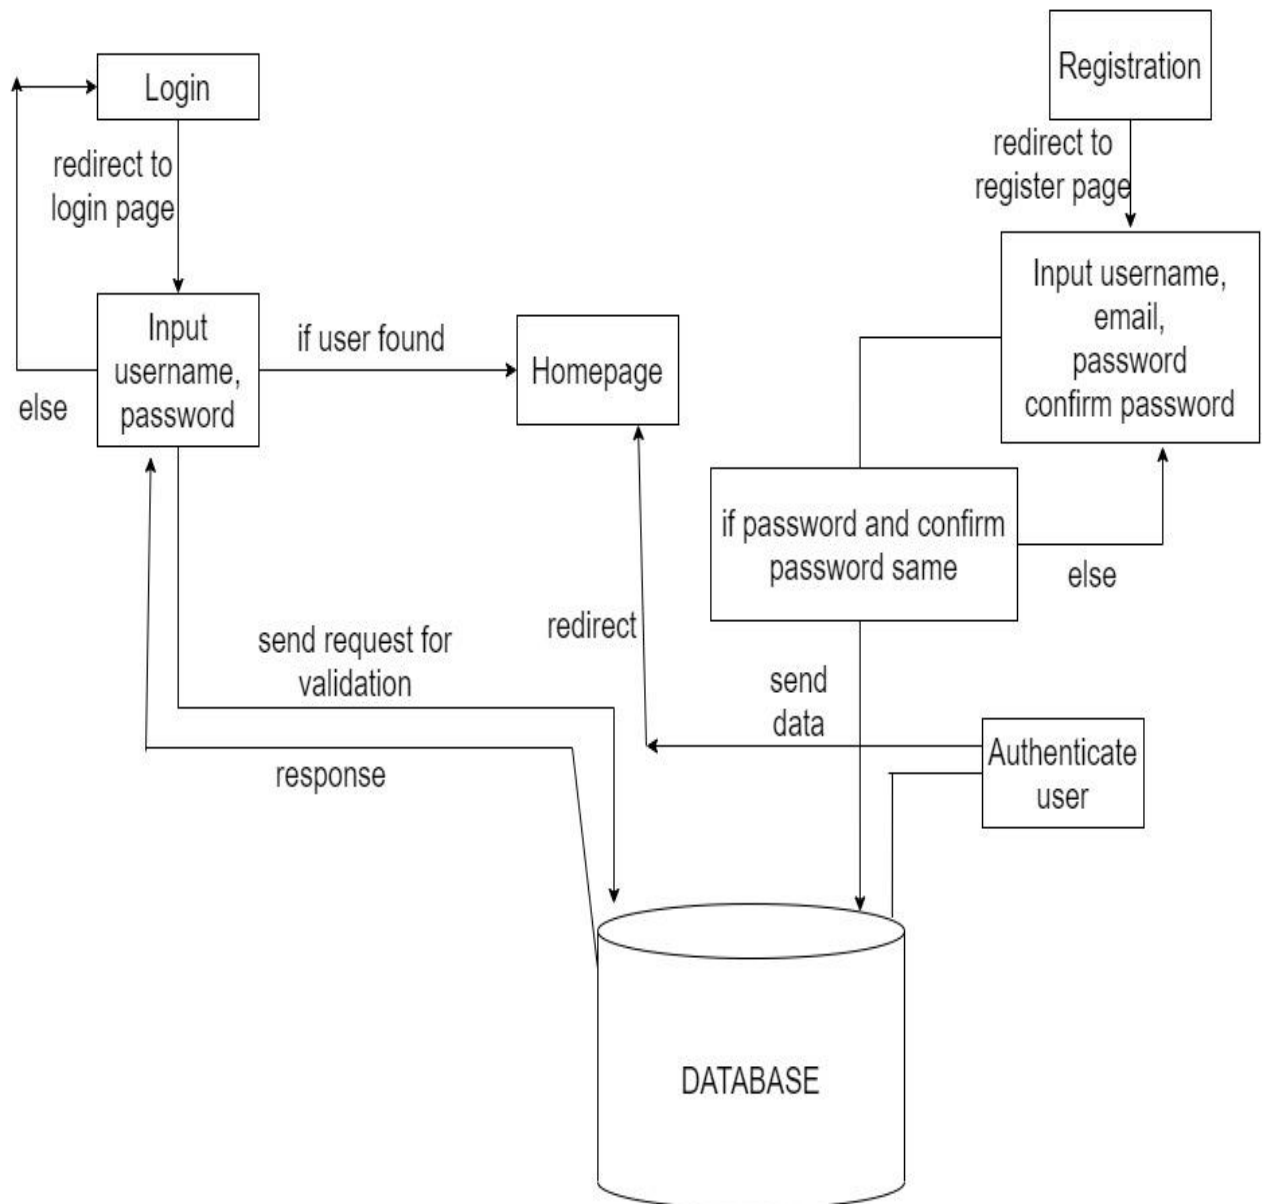 Login
redirect to
login page
Input
username,
password
else
if user found
Homepage
send request for
validation
response
Registration
redirect to
register page
Input username,
email,
password
confirm password
if password and confirm
password same
else
redirect
send
data
Authenticate
user
DATABASE